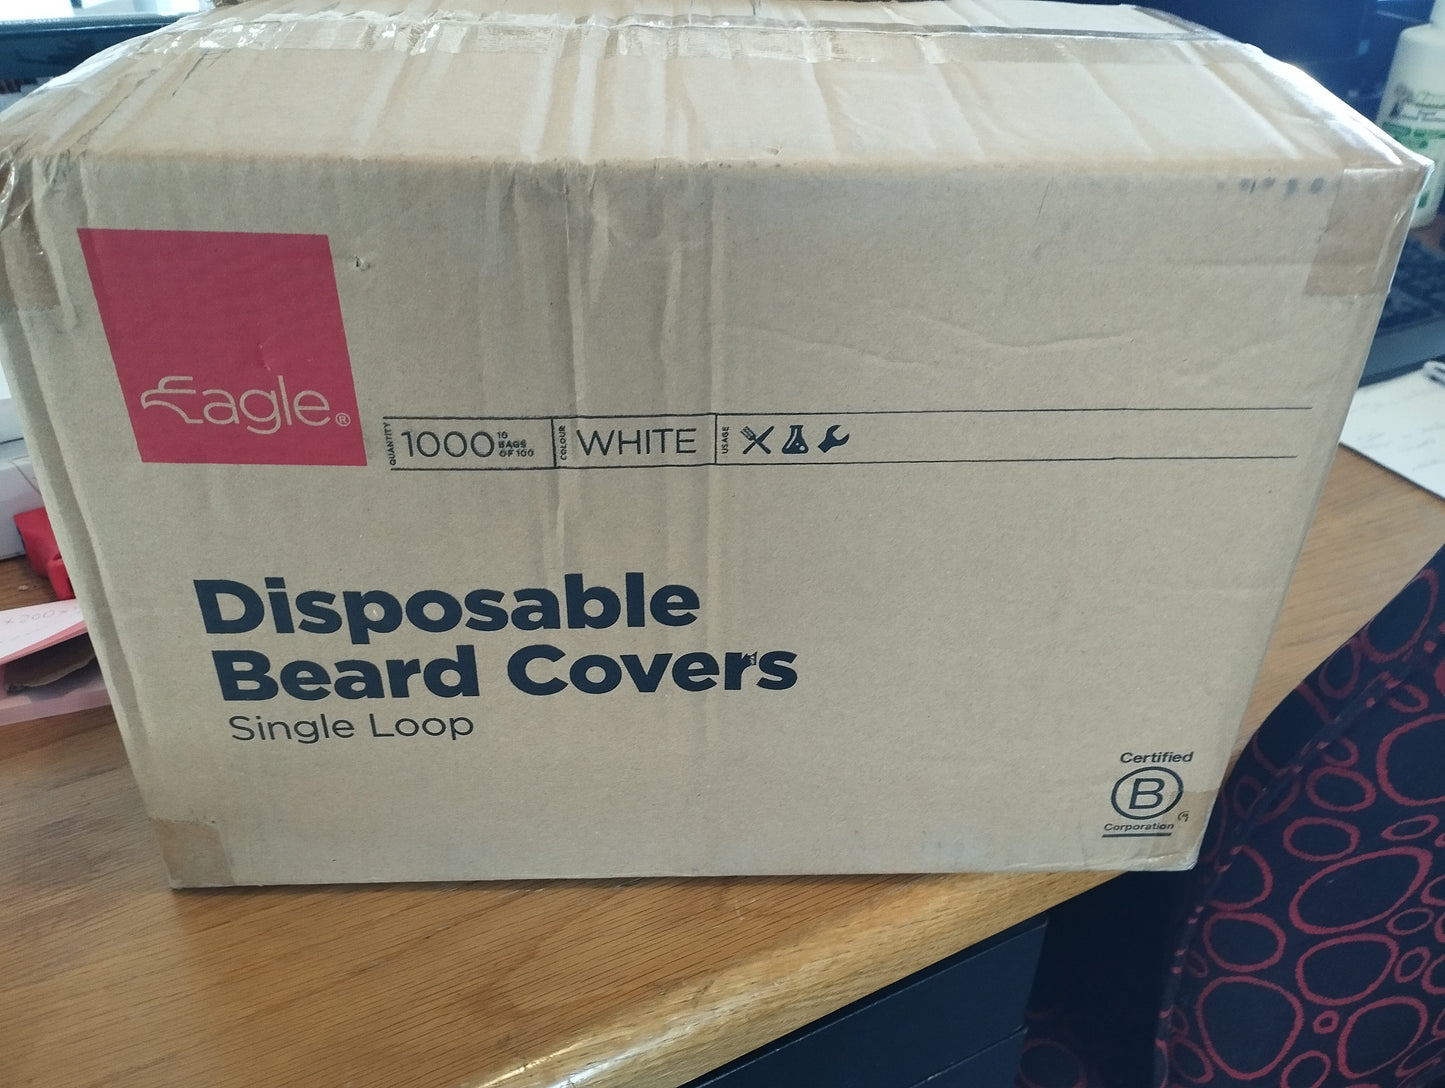 Eagle®
QUANTITY 1000 10 BAGS OF 100 COLOUR WHITE USAGE
Disposable
Beard Covers
Single Loop
Certified
B
Corporation